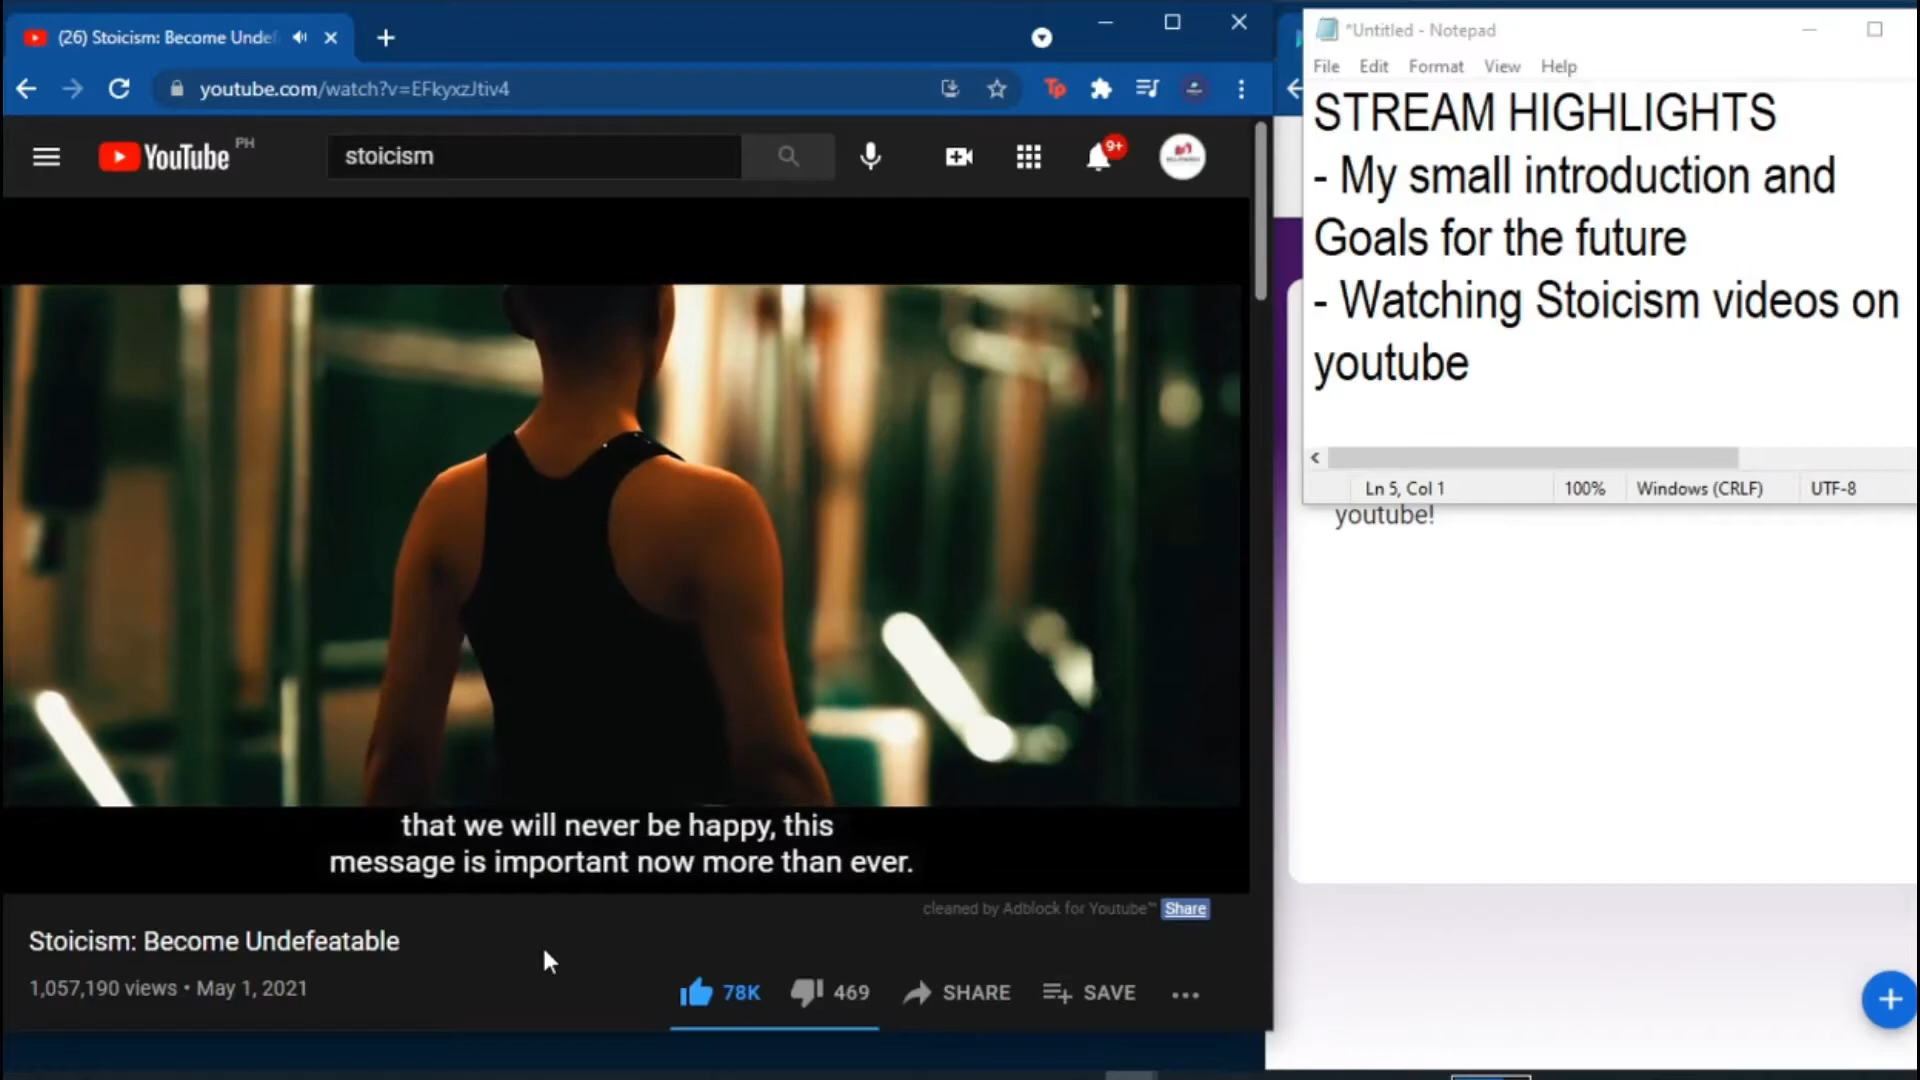 (26) Stoicism: Become Undef
youtube.com/watch?v=EFkyxzJtiv4
YouTube PH
stoicism
9+
that we will never be happy, this
message is important now more than ever.
cleaned by Adblock for Youtube™ Share
Stoicism: Become Undefeatable
1,057,190 views • May 1, 2021
78K 469 SHARE SAVE
*Untitled - Notepad
File Edit Format View Help
STREAM HIGHLIGHTS
- My small introduction and
Goals for the future
- Watching Stoicism videos on
youtube
Ln 5, Col 1 100% Windows (CRLF) UTF-8
youtube!